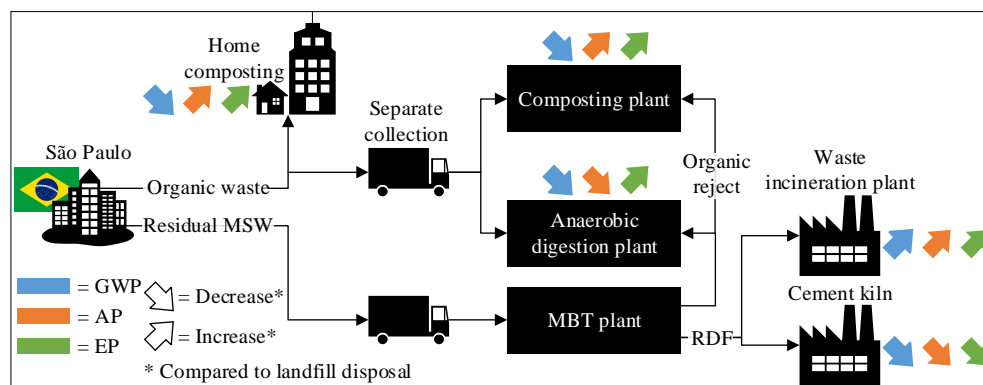 Home
composting
Separate
collection
Composting plant
São Paulo
Organic waste
Organic
reject
Waste
incineration plant
Residual MSW
Anaerobic
digestion plant
= GWP
= Decrease*
= AP
= Increase*
= EP
MBT plant
RDF
Cement kiln
* Compared to landfill disposal